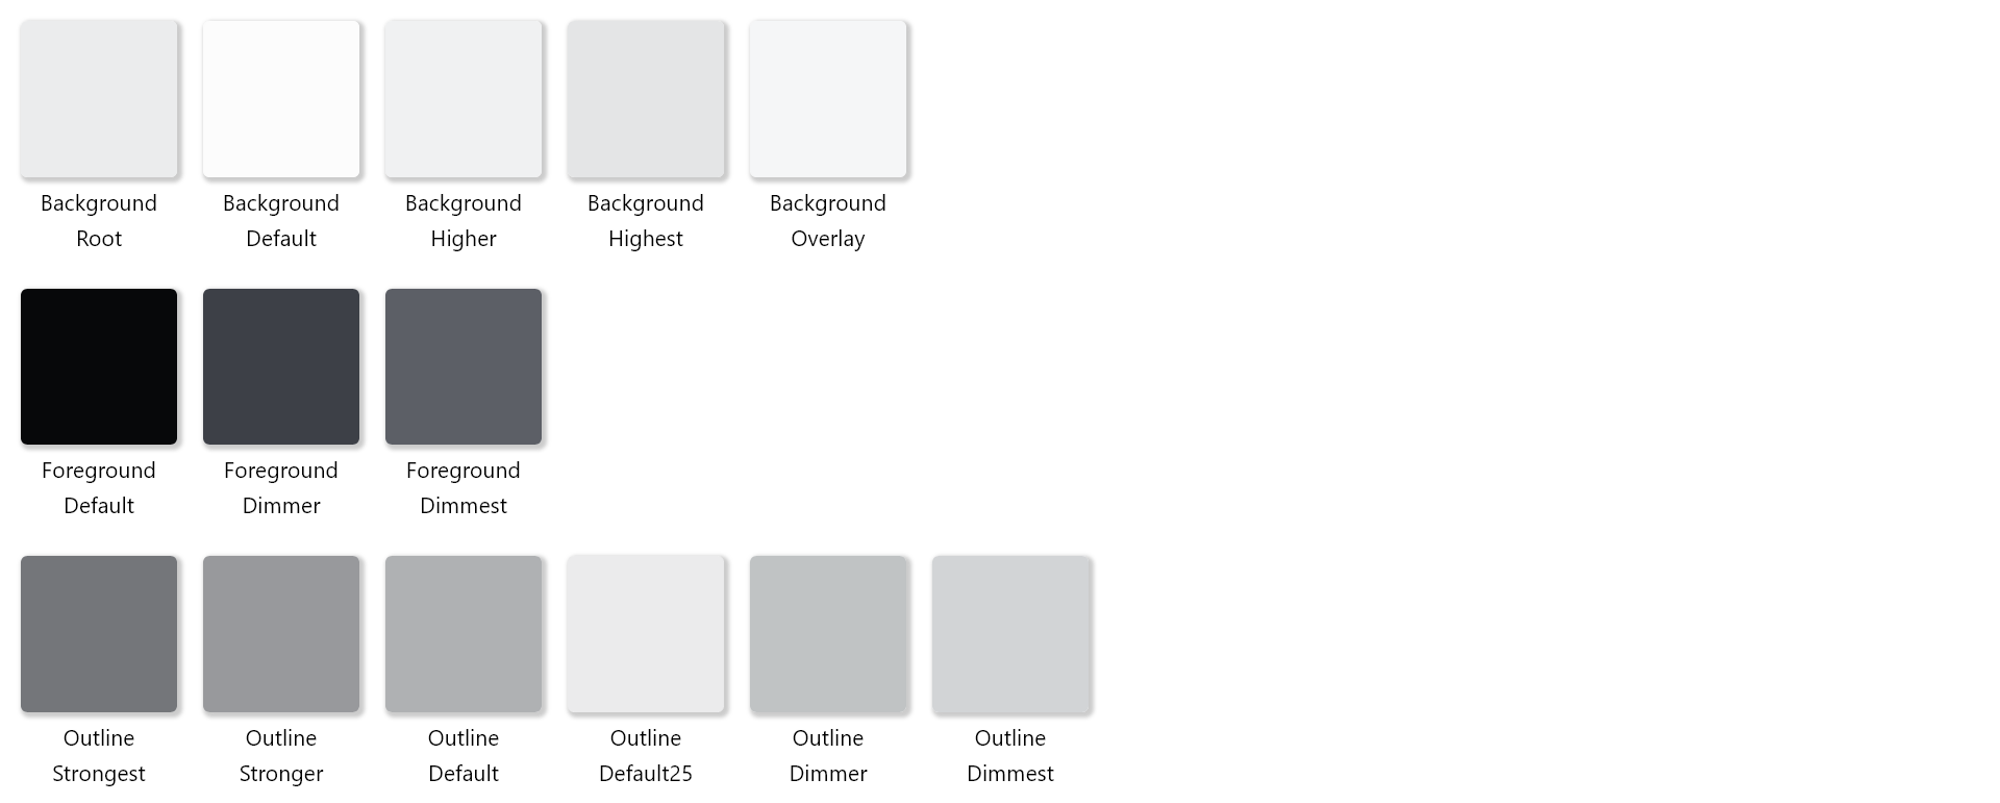 Background
Root
Background
Default
Background
Higher
Background
Highest
Background
Overlay
Foreground
Default
Foreground
Dimmer
Foreground
Dimmest
Outline
Strongest
Outline
Stronger
Outline
Default
Outline
Default25
Outline
Dimmer
Outline
Dimmest